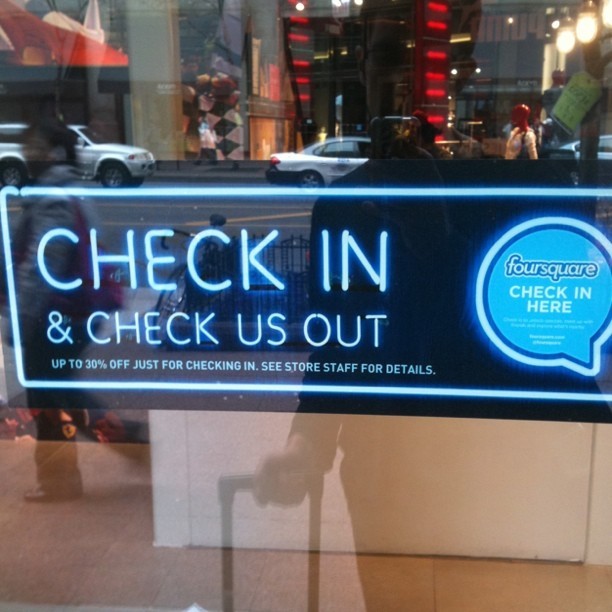 CHECK IN
& CHECK US OUT
UP TO 30% OFF JUST FOR CHECKING IN. SEE STORE STAFF FOR DETAILS.
foursquare
CHECK IN
HERE